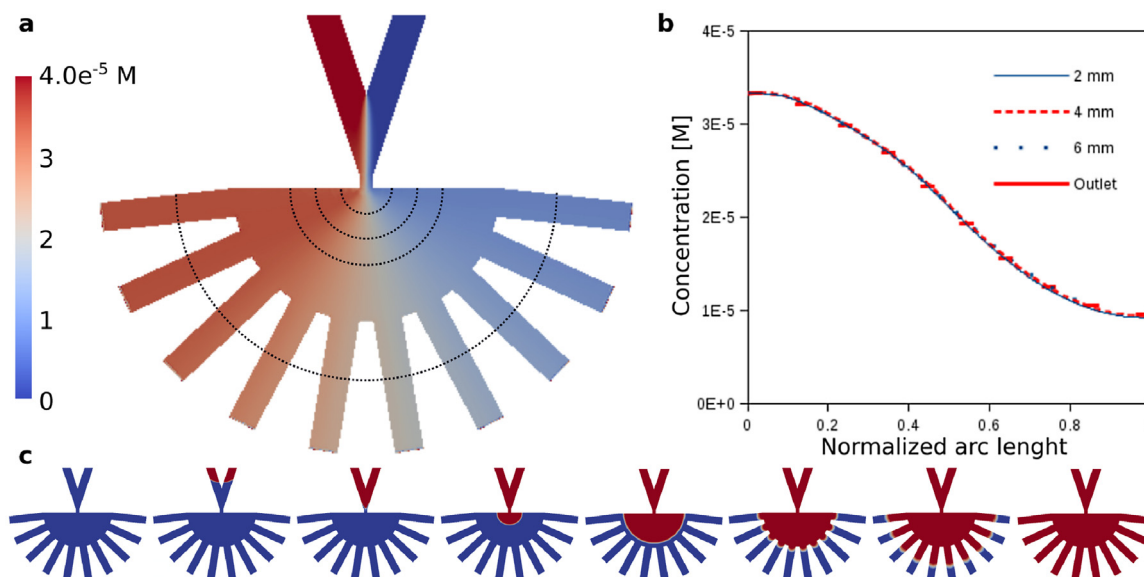 a
4.0e⁻⁵ M
3
2
1
0
b
4E-5
3E-5
2E-5
1E-5
0E+0
Concentration [M]
2 mm
4 mm
6 mm
Outlet
0
0.2
0.4
0.6
0.8
Normalized arc lenght
c